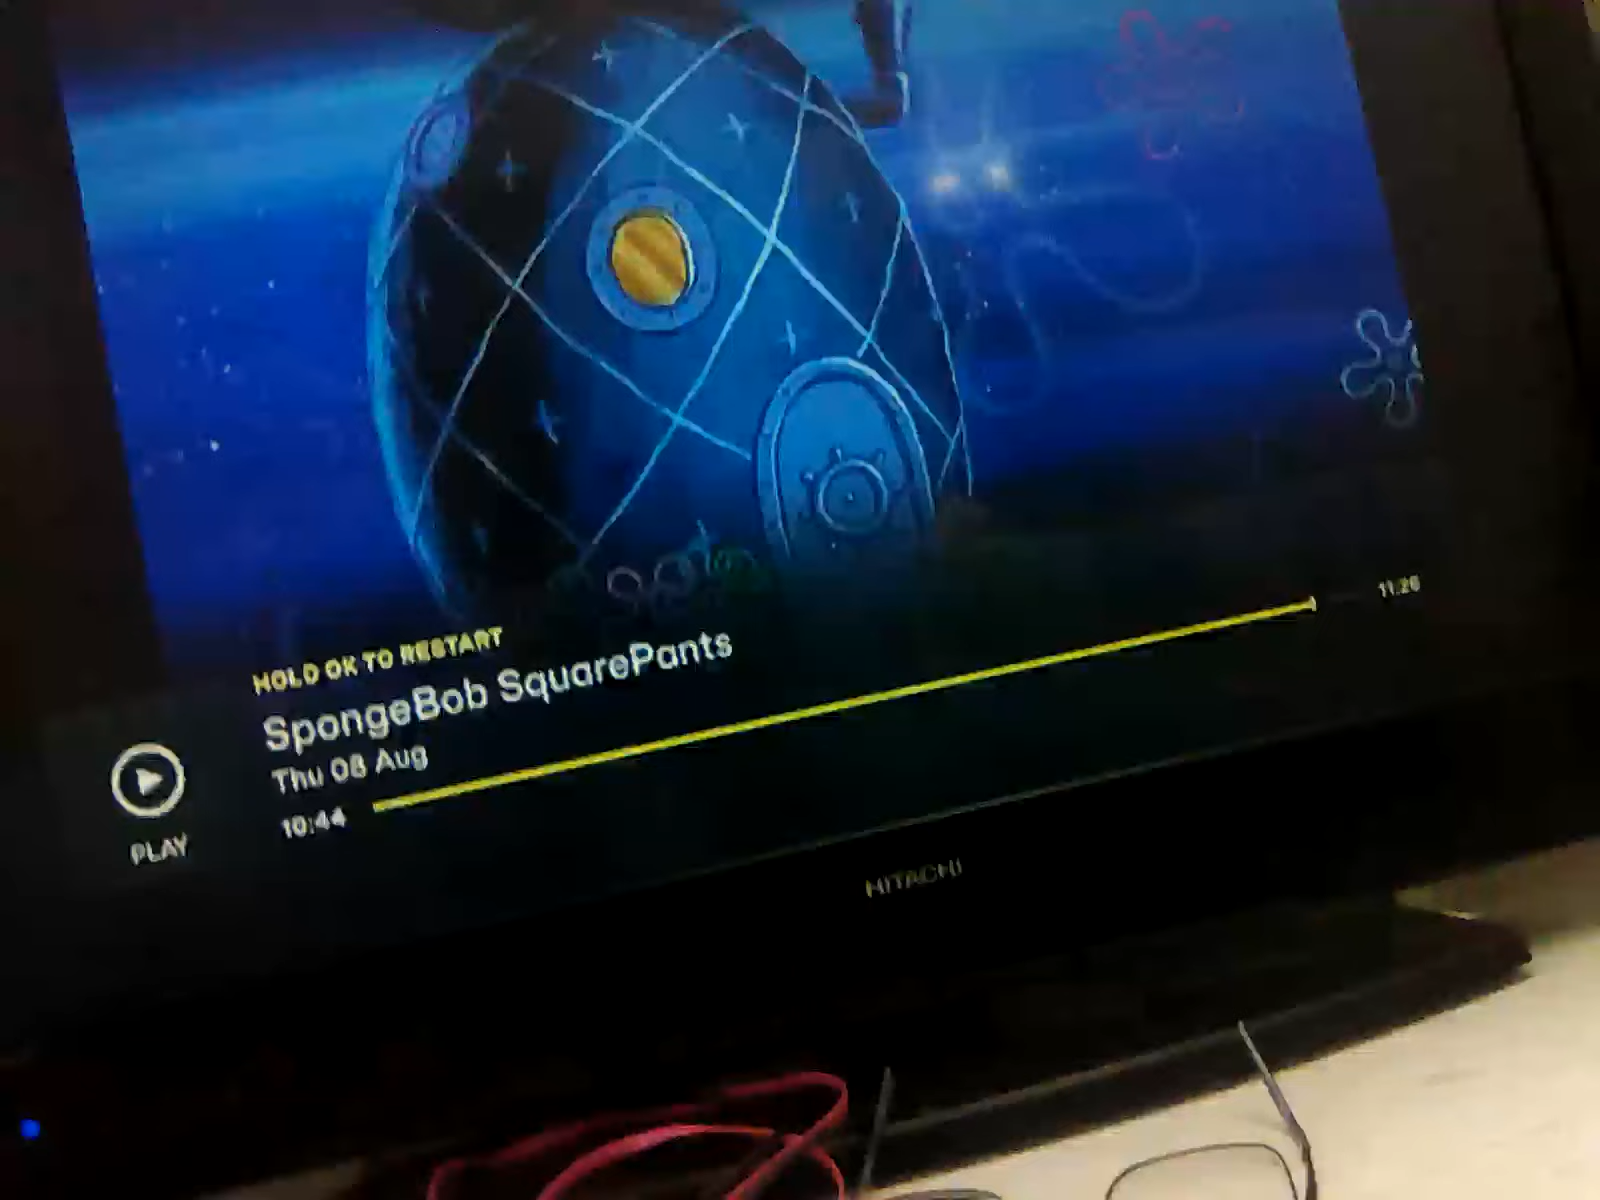 HOLD OK TO RESTART
SpongeBob SquarePants
Thu 08 Aug
10:44
11:26
PLAY
HITACHI